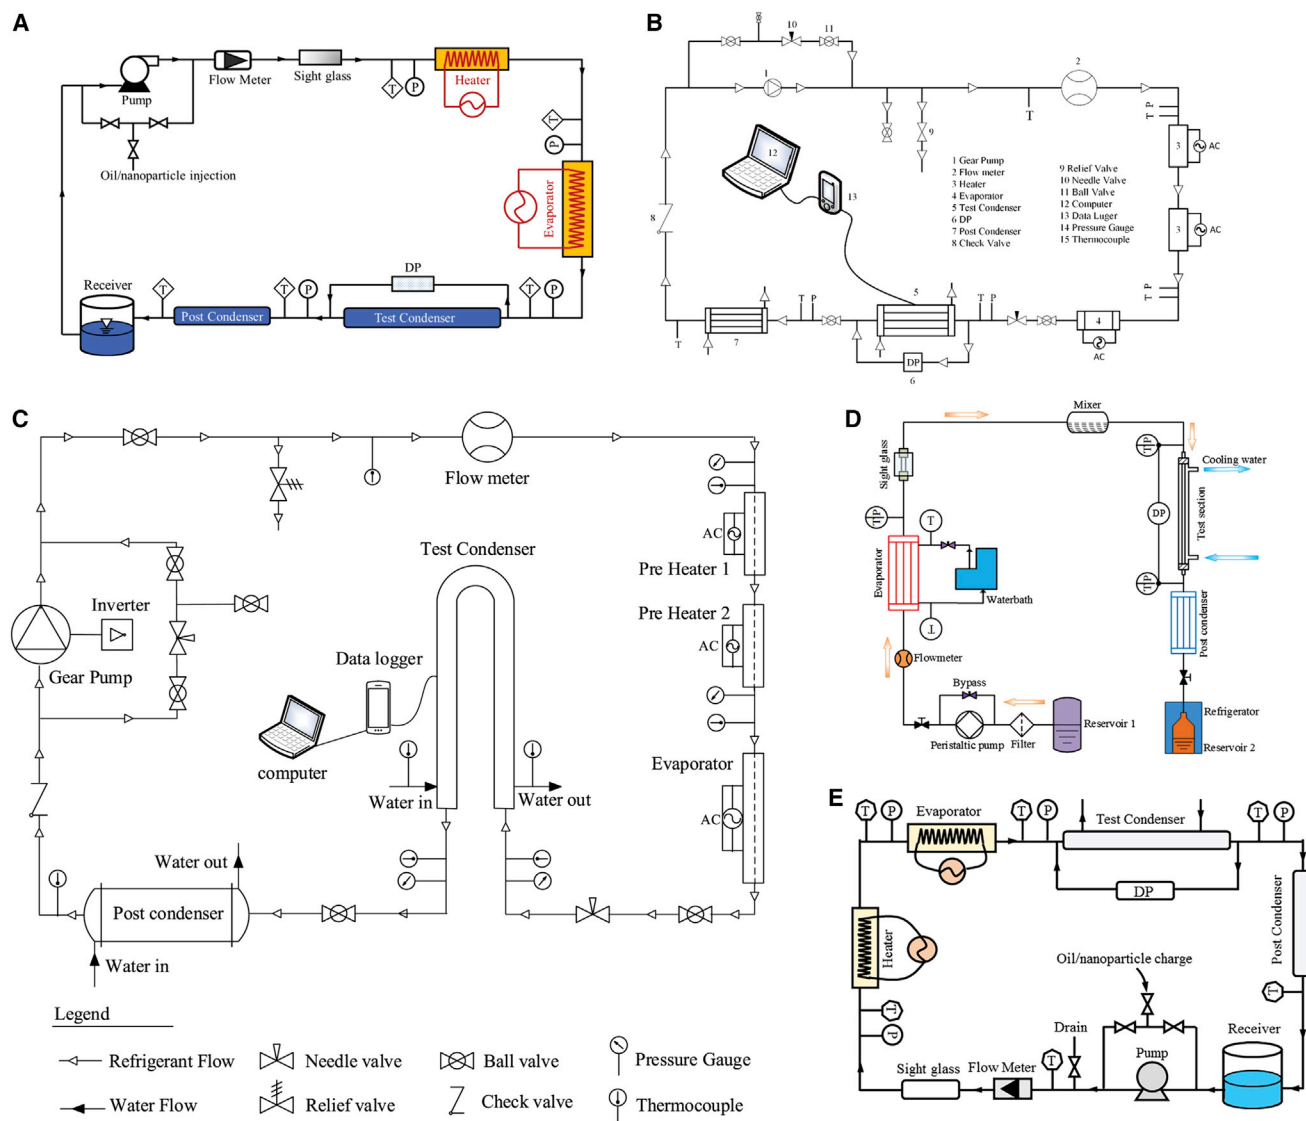 A
Pump
Flow Meter
Sight glass
T
P
Heater
Oil/nanoparticle injection
T
P
Evaporator
Receiver
T
Post Condenser
T
P
DP
Test Condenser
T
P
B
10
11
1
2
9
T
T P
3
AC
12
13
8
1 Gear Pump
2 Flow meter
3 Heater
4 Evaporator
5 Test Condenser
6 DP
7 Post Condenser
8 Check Valve
9 Relief Valve
10 Needle Valve
11 Ball Valve
12 Computer
13 Data Luger
14 Pressure Gauge
15 Thermocouple
3
AC
T P
5
T P
T P
4
AC
7
T
DP
6
C
Flow meter
AC
Pre Heater 1
Test Condenser
Inverter
Gear Pump
Pre Heater 2
AC
Data logger
computer
Water in
Water out
Evaporator
AC
Water out
Post condenser
Water in
Legend
Refrigerant Flow
Needle valve
Ball valve
Pressure Gauge
Water Flow
Relief valve
Check valve
Thermocouple
D
Mixer
Sight glass
T P
Cooling water
DP
Test section
T P
T
T P
Evaporator
Waterbath
T
Flowmeter
Post condenser
Bypass
Peristaltic pump
Filter
Reservoir 1
Refrigerator
Reservoir 2
E
T
P
Evaporator
T
P
Test Condenser
T
P
DP
Post Condenser
Heater
Oil/nanoparticle charge
T
T
P
Drain
T
Pump
Receiver
Sight glass
Flow Meter